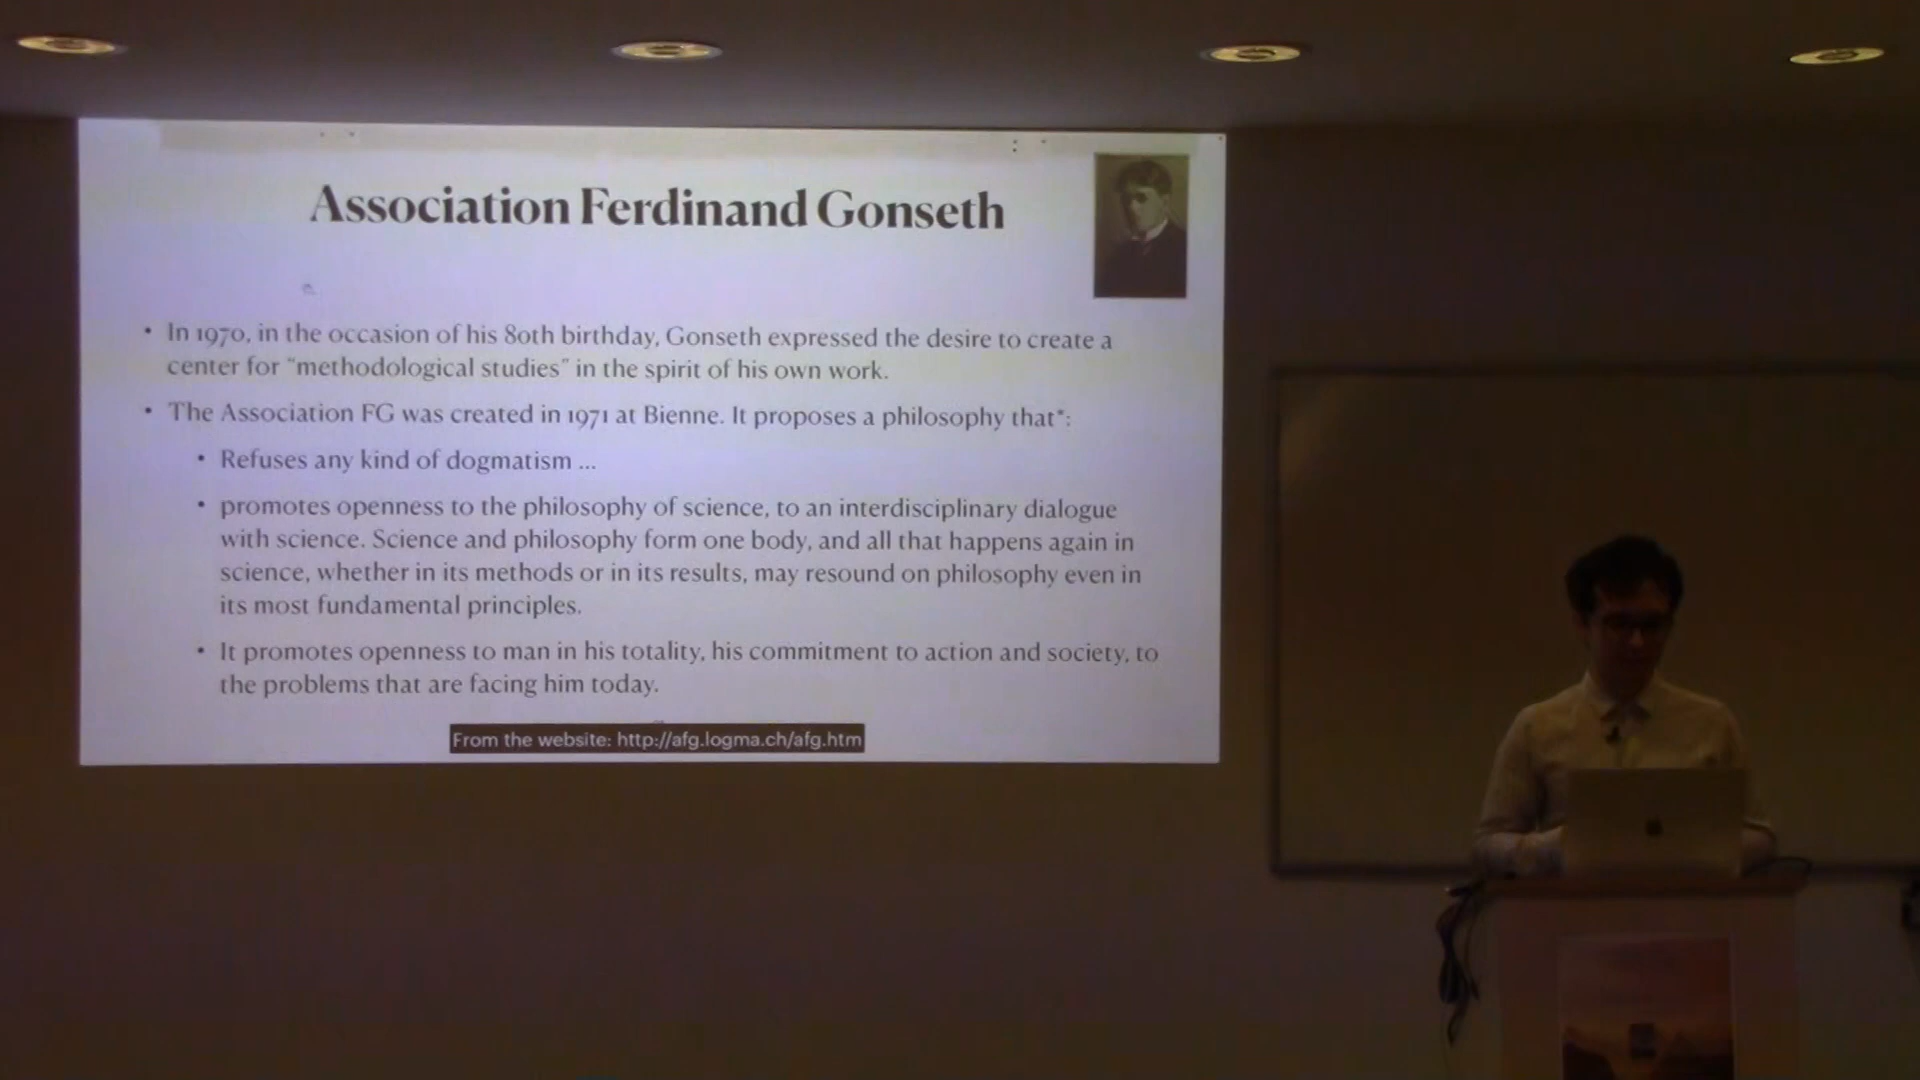 Association Ferdinand Gonseth
• In 1970, in the occasion of his 80th birthday, Gonseth expressed the desire to create a
center for “methodological studies” in the spirit of his own work.
• The Association FG was created in 1971 at Bienne. It proposes a philosophy that*:
• Refuses any kind of dogmatism ...
• promotes openness to the philosophy of science, to an interdisciplinary dialogue
with science. Science and philosophy form one body, and all that happens again in
science, whether in its methods or in its results, may resound on philosophy even in
its most fundamental principles.
• It promotes openness to man in his totality, his commitment to action and society, to
the problems that are facing him today.
From the website: http://afg.logma.ch/afg.htm